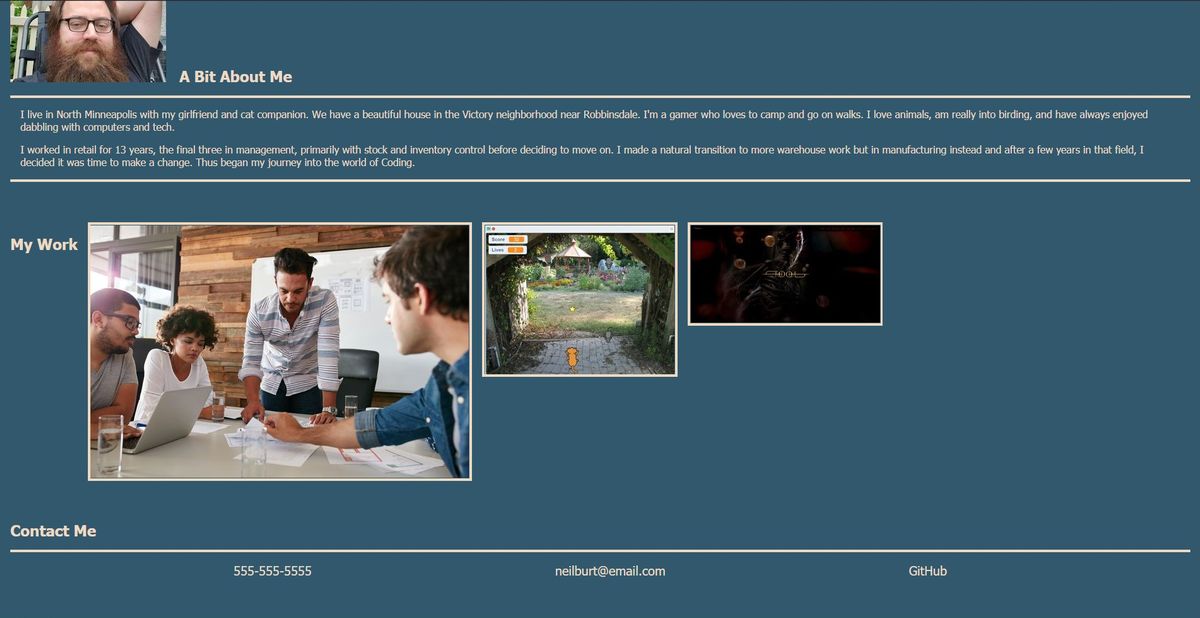 A Bit About Me
I live in North Minneapolis with my girlfriend and cat companion. We have a beautiful house in the Victory neighborhood near Robbinsdale. I'm a gamer who loves to camp and go on walks. I love animals, am really into birding, and have always enjoyed
dabbling with computers and tech.
I worked in retail for 13 years, the final three in management, primarily with stock and inventory control before deciding to move on. I made a natural transition to more warehouse work but in manufacturing instead and after a few years in that field, I
decided it was time to make a change. Thus began my journey into the world of Coding.
My Work
Score
Lives
Contact Me
555-555-5555
neilburt@email.com
GitHub